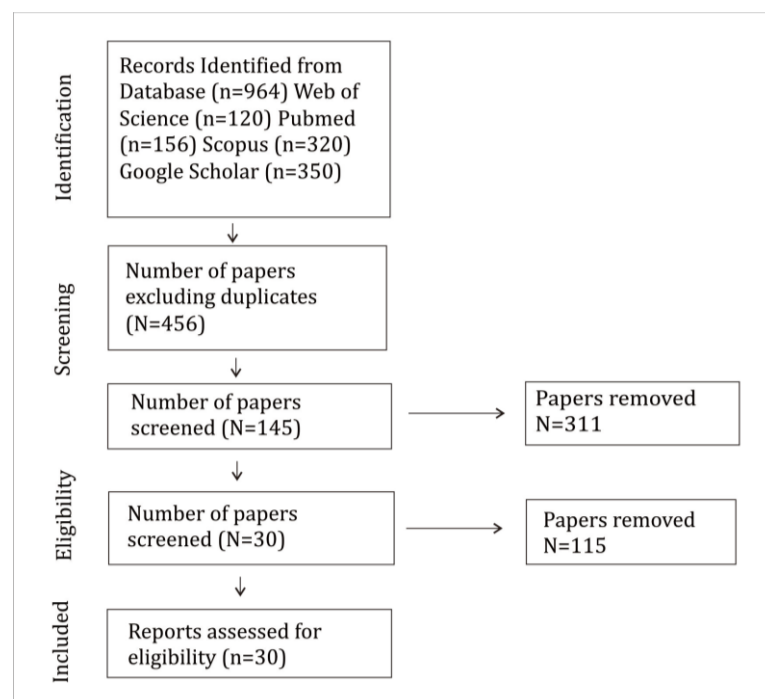 Identification
Records Identified from
Database (n=964) Web of
Science (n=120) Pubmed
(n=156) Scopus (n=320)
Google Scholar (n=350)
Screening
Number of papers
excluding duplicates
(N=456)
Number of papers
screened (N=145)
Papers removed
N=311
Eligibility
Number of papers
screened (N=30)
Papers removed
N=115
Included
Reports assessed for
eligibility (n=30)